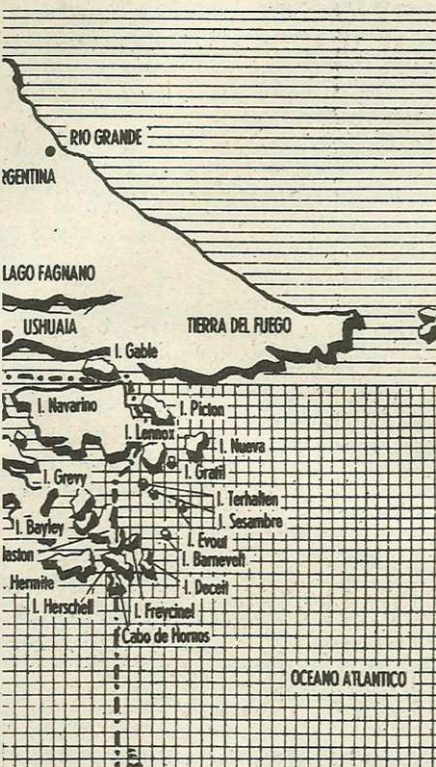 RIO GRANDE
RGENTINA
LAGO FAGNANO
USHUAIA
TIERRA DEL FUEGO
I. Gable
I. Navarino
I. Picton
I. Lennox
I. Nueva
I. Grevy
I. Gratil
I. Terhalten
I. Sesambre
I. Bayley
I. Evout
laston
I. Barnevelt
. Hermite
I. Deceit
I. Herschell
I. Freycinel
Cabo de Hornos
OCEANO ATLANTICO